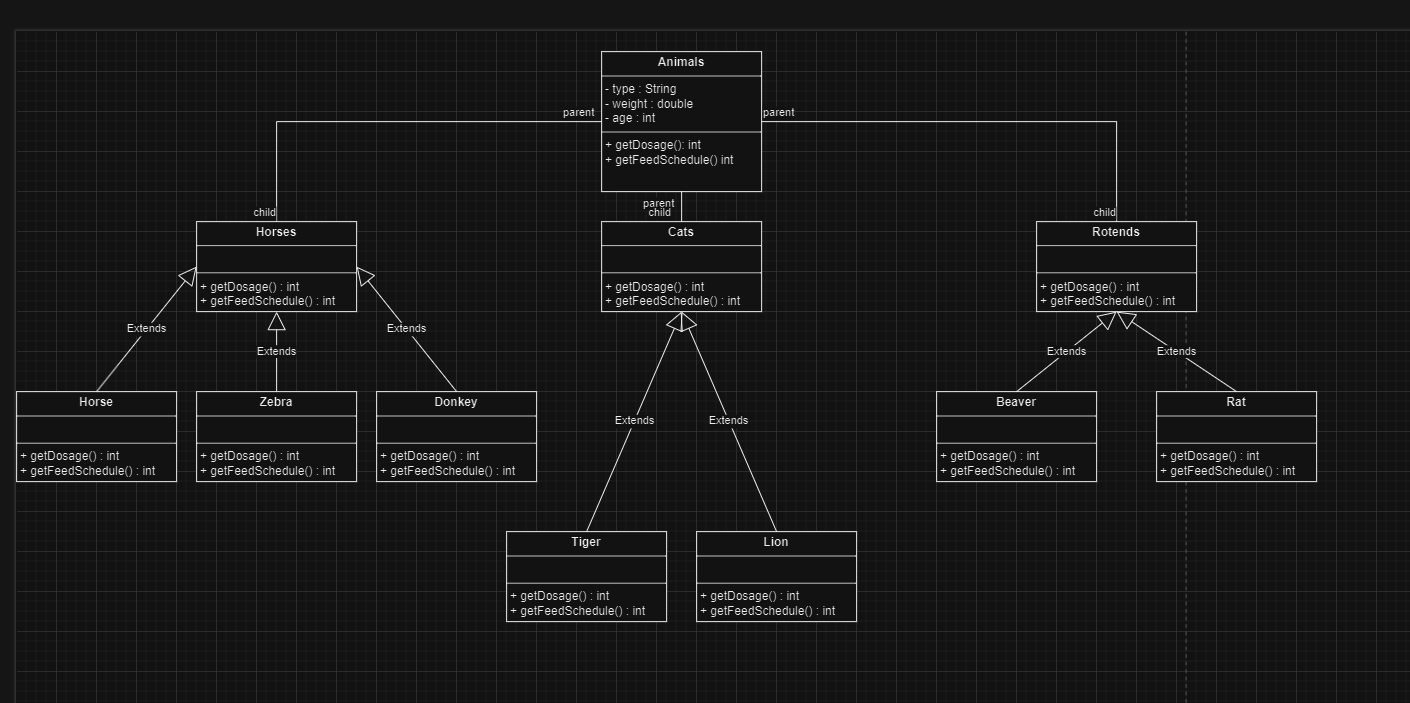 Animals
- type : String
- weight : double
- age : int
+ getDosage(): int
+ getFeedSchedule() int
parent
parent
child
parent
child
child
Horses
+ getDosage() : int
+ getFeedSchedule() : int
Cats
+ getDosage() : int
+ getFeedSchedule() : int
Rotends
+ getDosage() : int
+ getFeedSchedule() : int
Extends
Extends
Extends
Extends
Extends
Horse
+ getDosage() : int
+ getFeedSchedule() : int
Zebra
+ getDosage() : int
+ getFeedSchedule() : int
Donkey
+ getDosage() : int
+ getFeedSchedule() : int
Beaver
+ getDosage() : int
+ getFeedSchedule() : int
Rat
+ getDosage() : int
+ getFeedSchedule() : int
Extends
Extends
Tiger
+ getDosage() : int
+ getFeedSchedule() : int
Lion
+ getDosage() : int
+ getFeedSchedule() : int